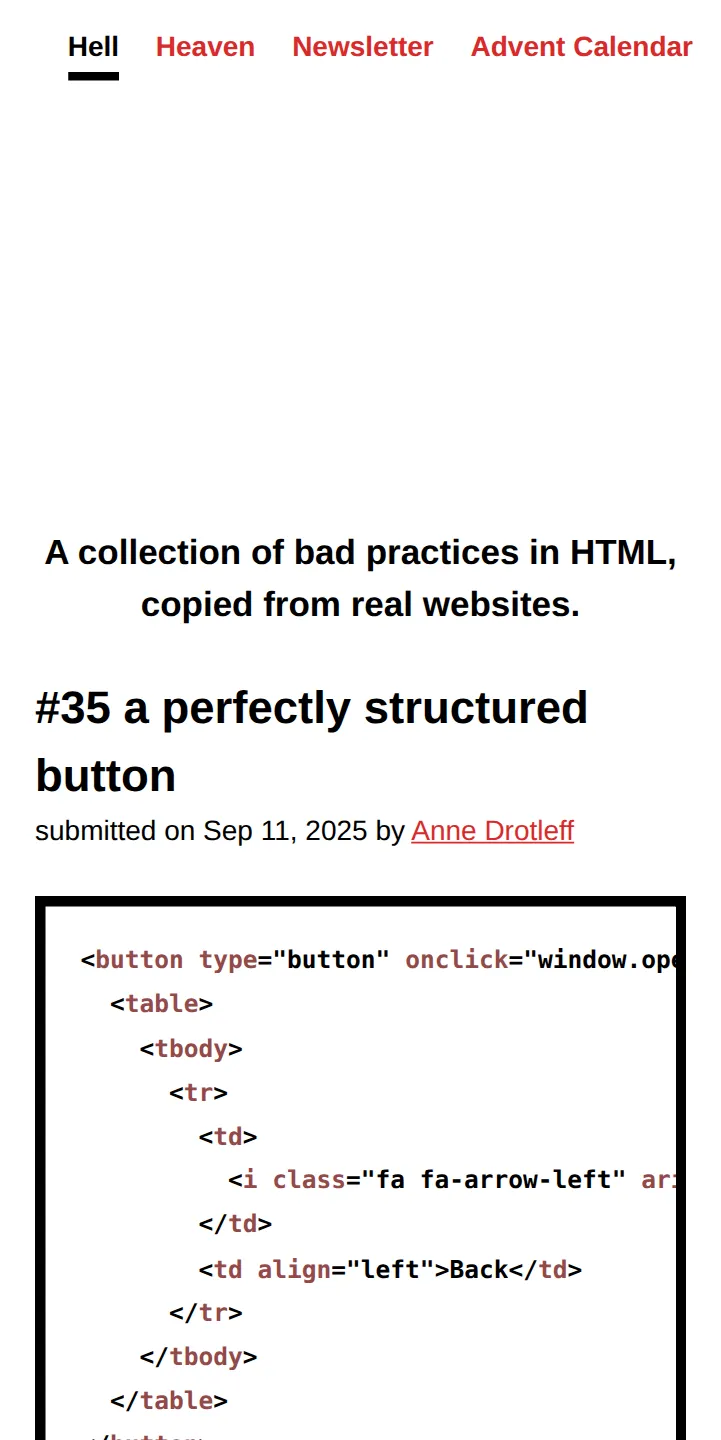 Hell Heaven Newsletter Advent Calendar
A collection of bad practices in HTML,
copied from real websites.
#35 a perfectly structured
button
submitted on Sep 11, 2025 by Anne Drotleff
<button type="button" onclick="window.ope
<table>
<tbody>
<tr>
<td>
<i class="fa fa-arrow-left" ari
</td>
<td align="left">Back</td>
</tr>
</tbody>
</table>